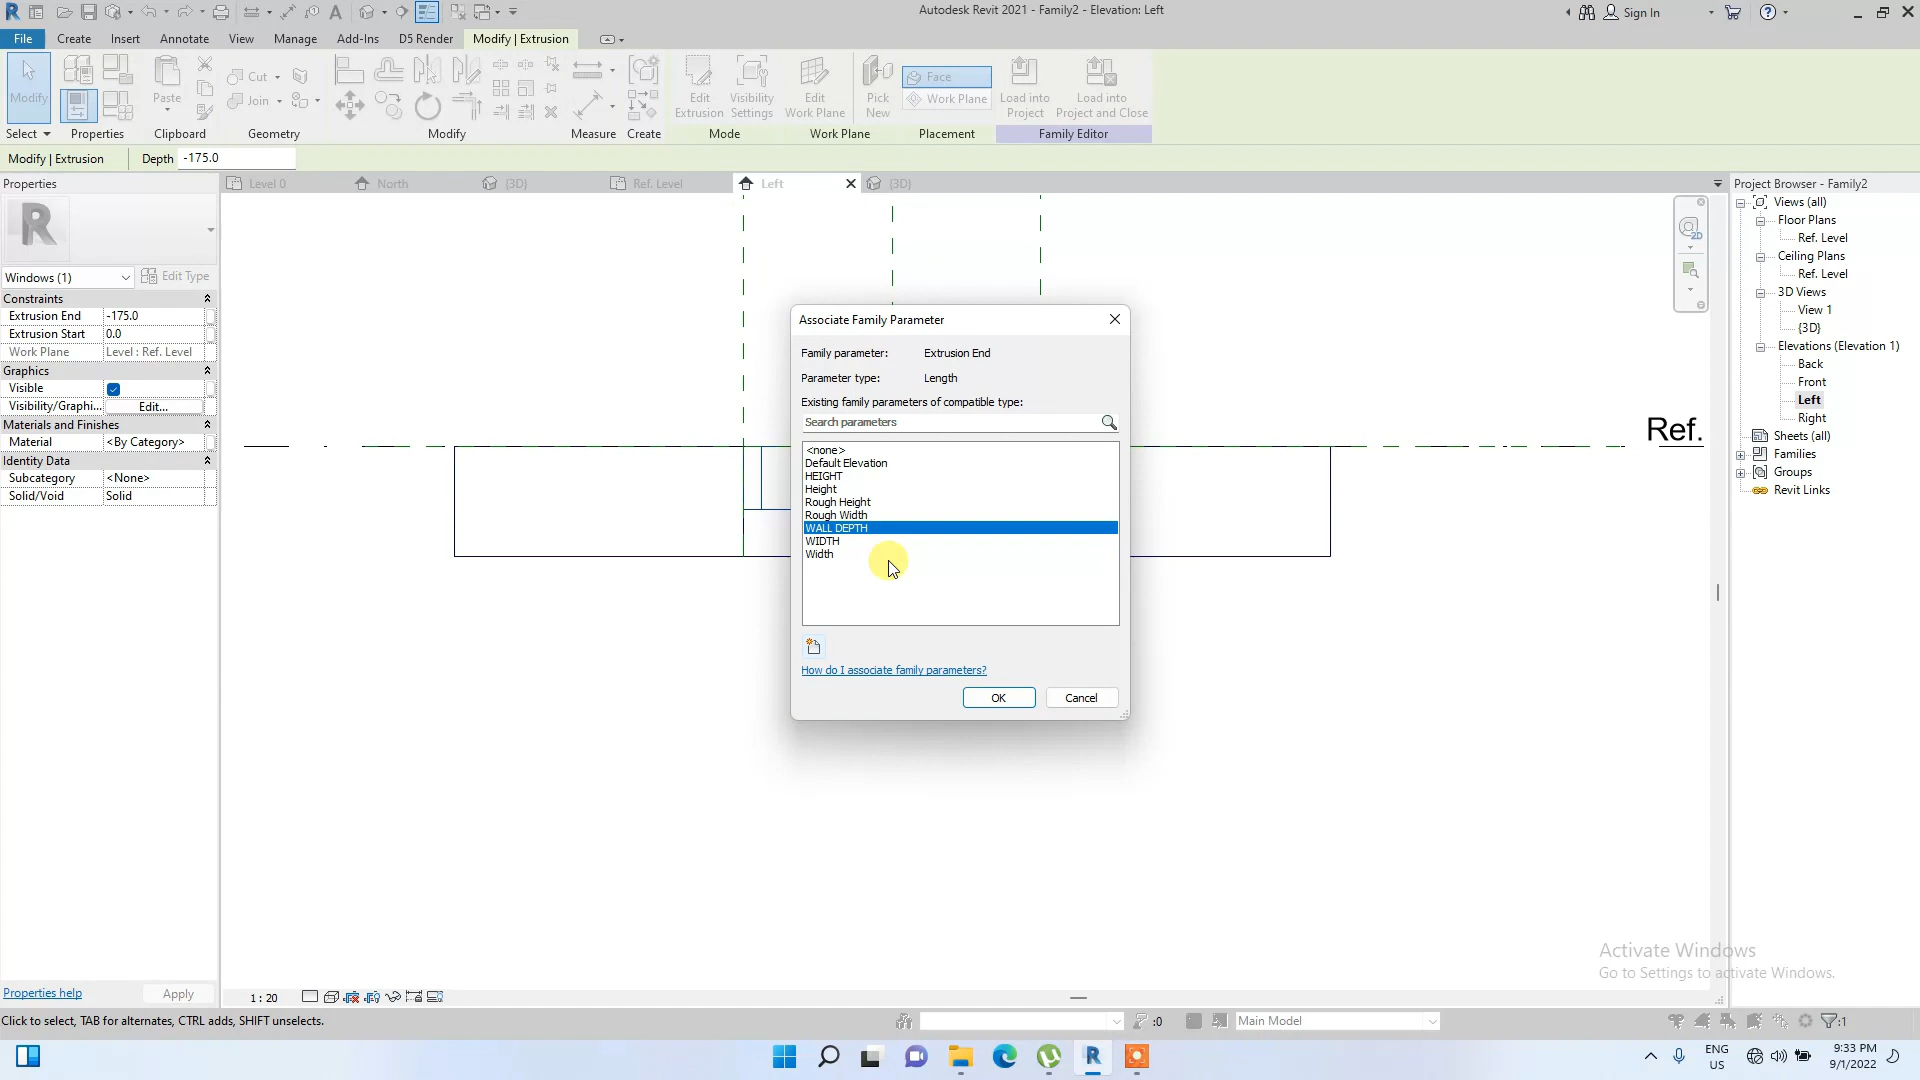 Autodesk Revit 2021 - Family2 - Elevation: Left
Sign In
File Create Insert Annotate View Manage Add-Ins D5 Render Modify | Extrusion
Modify
Paste
Cut
Join
Edit Extrusion
Visibility Settings
Edit Work Plane
Pick New
Face
Work Plane
Load into Project
Load into Project and Close
Select Properties Clipboard Geometry Modify Measure Create Mode Work Plane Placement Family Editor
Modify | Extrusion Depth -175.0
Properties
Level 0 North {3D} Ref. Level Left {3D}
Project Browser - Family2
Windows (1) Edit Type
Constraints
Extrusion End -175.0
Extrusion Start 0.0
Work Plane Level : Ref. Level
Graphics
Visible
Visibility/Graphi... Edit...
Materials and Finishes
Material <By Category>
Identity Data
Subcategory <None>
Solid/Void Solid
Properties help Apply
Associate Family Parameter
Family parameter: Extrusion End
Parameter type: Length
Existing family parameters of compatible type:
Search parameters
<none>
Default Elevation
HEIGHT
Height
Rough Height
Rough Width
WALL DEPTH
WIDTH
Width
How do I associate family parameters?
OK Cancel
Ref.
2D
Views (all)
Floor Plans
Ref. Level
Ceiling Plans
Ref. Level
3D Views
View 1
{3D}
Elevations (Elevation 1)
Back
Front
Left
Right
Sheets (all)
Families
Groups
Revit Links
Activate Windows
Go to Settings to activate Windows.
1 : 20
Click to select, TAB for alternates, CTRL adds, SHIFT unselects.
:0
Main Model
:1
ENG
US
9:33 PM
9/1/2022